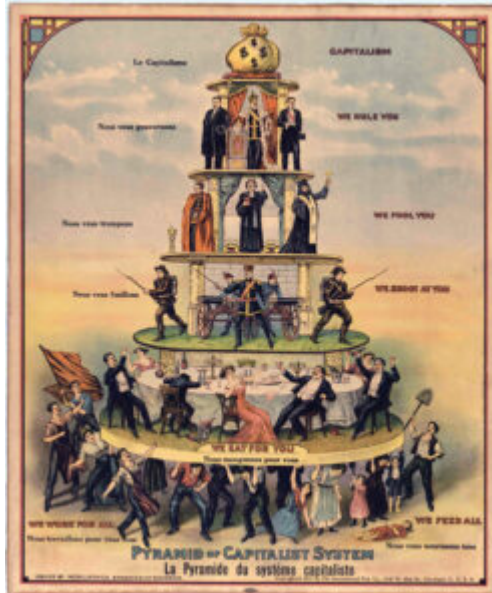 $ $ $ $
Le Capitalisme
CAPITALISM
Nous vous gouvernons
WE RULE YOU
Nous vous trompons
WE FOOL YOU
Nous vous fusillons
WE SHOOT AT YOU
WE EAT FOR YOU
Nous mangeons pour vous
WE WORK FOR ALL
WE FEED ALL
Nous travaillons pour tous
Nous nourrissons tous
PYRAMID OF CAPITALIST SYSTEM
La Pyramide du système capitaliste